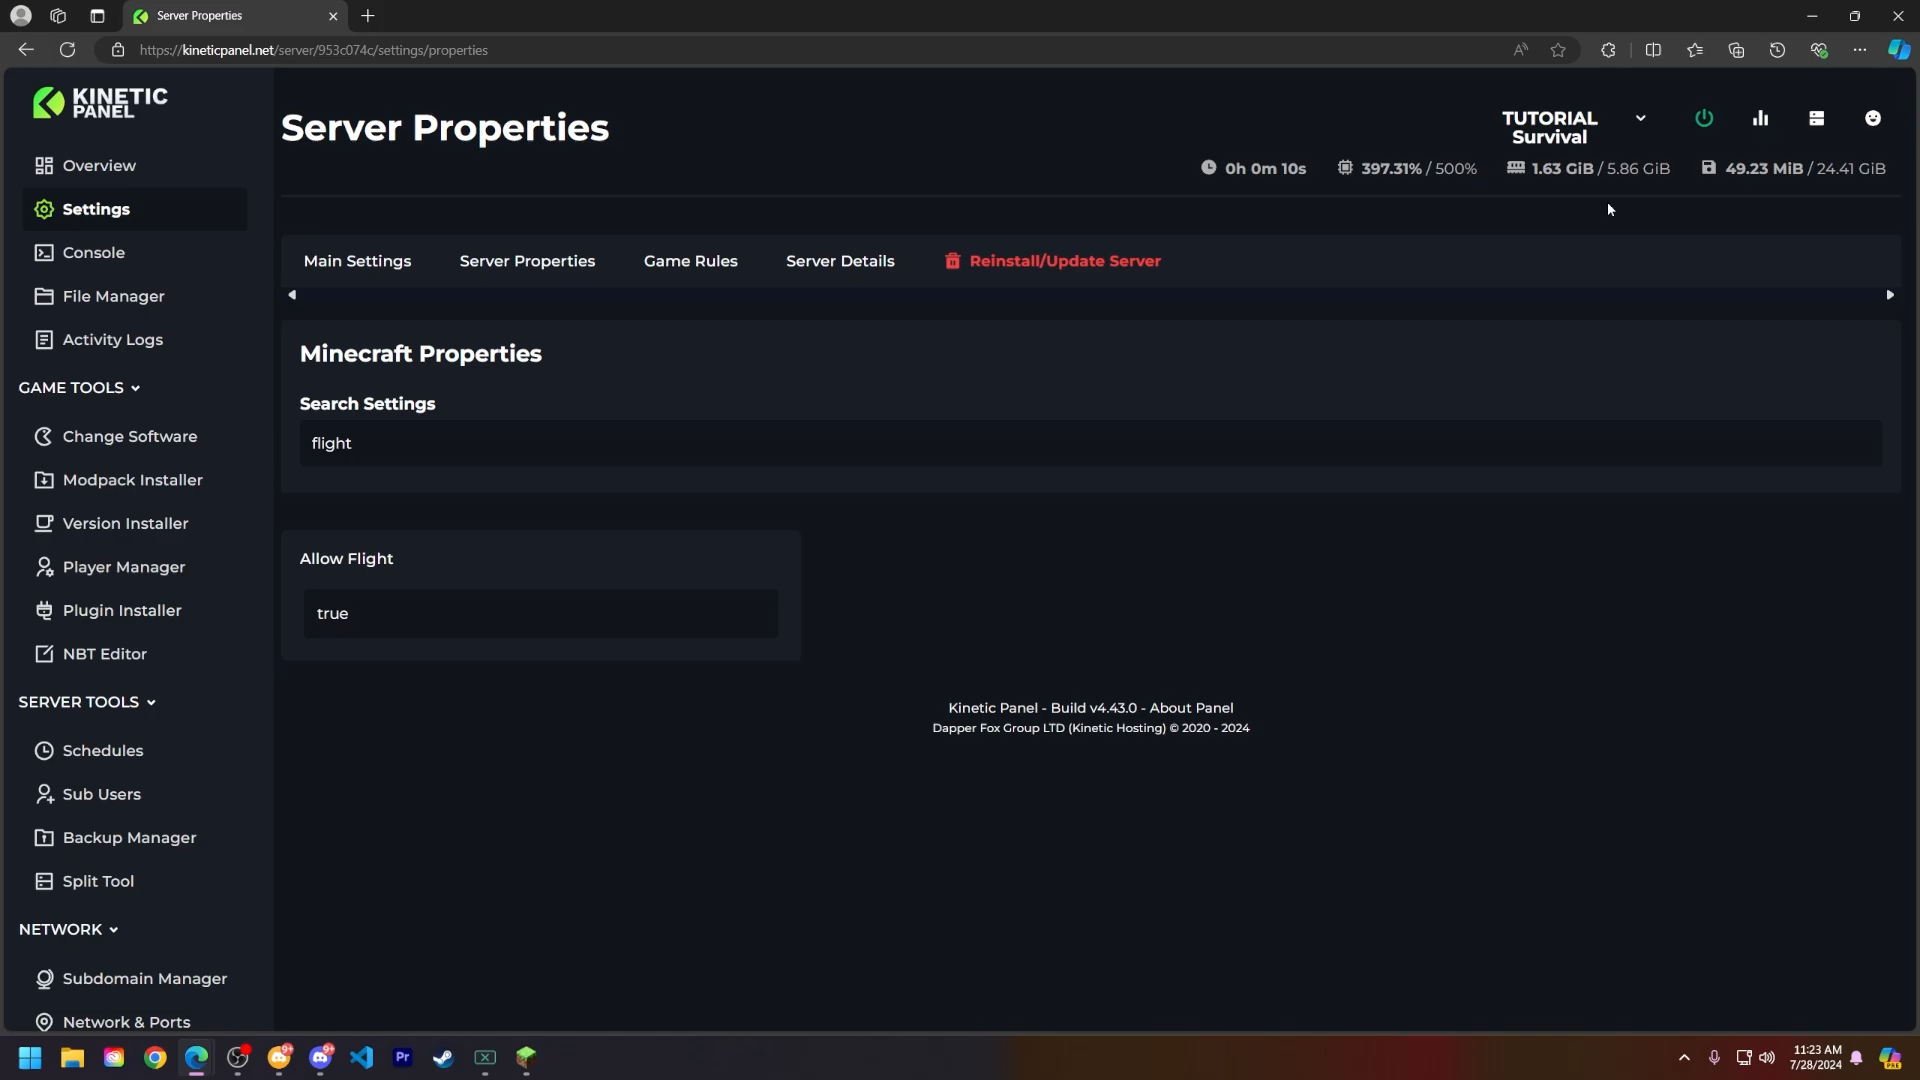 Server Properties
https://kineticpanel.net/server/953c074c/settings/properties
KINETIC
PANEL
Overview
Settings
Console
File Manager
Activity Logs
GAME TOOLS
Change Software
Modpack Installer
Version Installer
Player Manager
Plugin Installer
NBT Editor
SERVER TOOLS
Schedules
Sub Users
Backup Manager
Split Tool
NETWORK
Subdomain Manager
Network & Ports
Server Properties
TUTORIAL
Survival
0h 0m 10s
397.31% / 500%
1.63 GiB / 5.86 GiB
49.23 MiB / 24.41 GiB
Main Settings
Server Properties
Game Rules
Server Details
Reinstall/Update Server
Minecraft Properties
Search Settings
flight
Allow Flight
true
Kinetic Panel - Build v4.43.0 - About Panel
Dapper Fox Group LTD (Kinetic Hosting) © 2020 - 2024
9+
9+
Pr
11:23 AM
7/28/2024
PRE